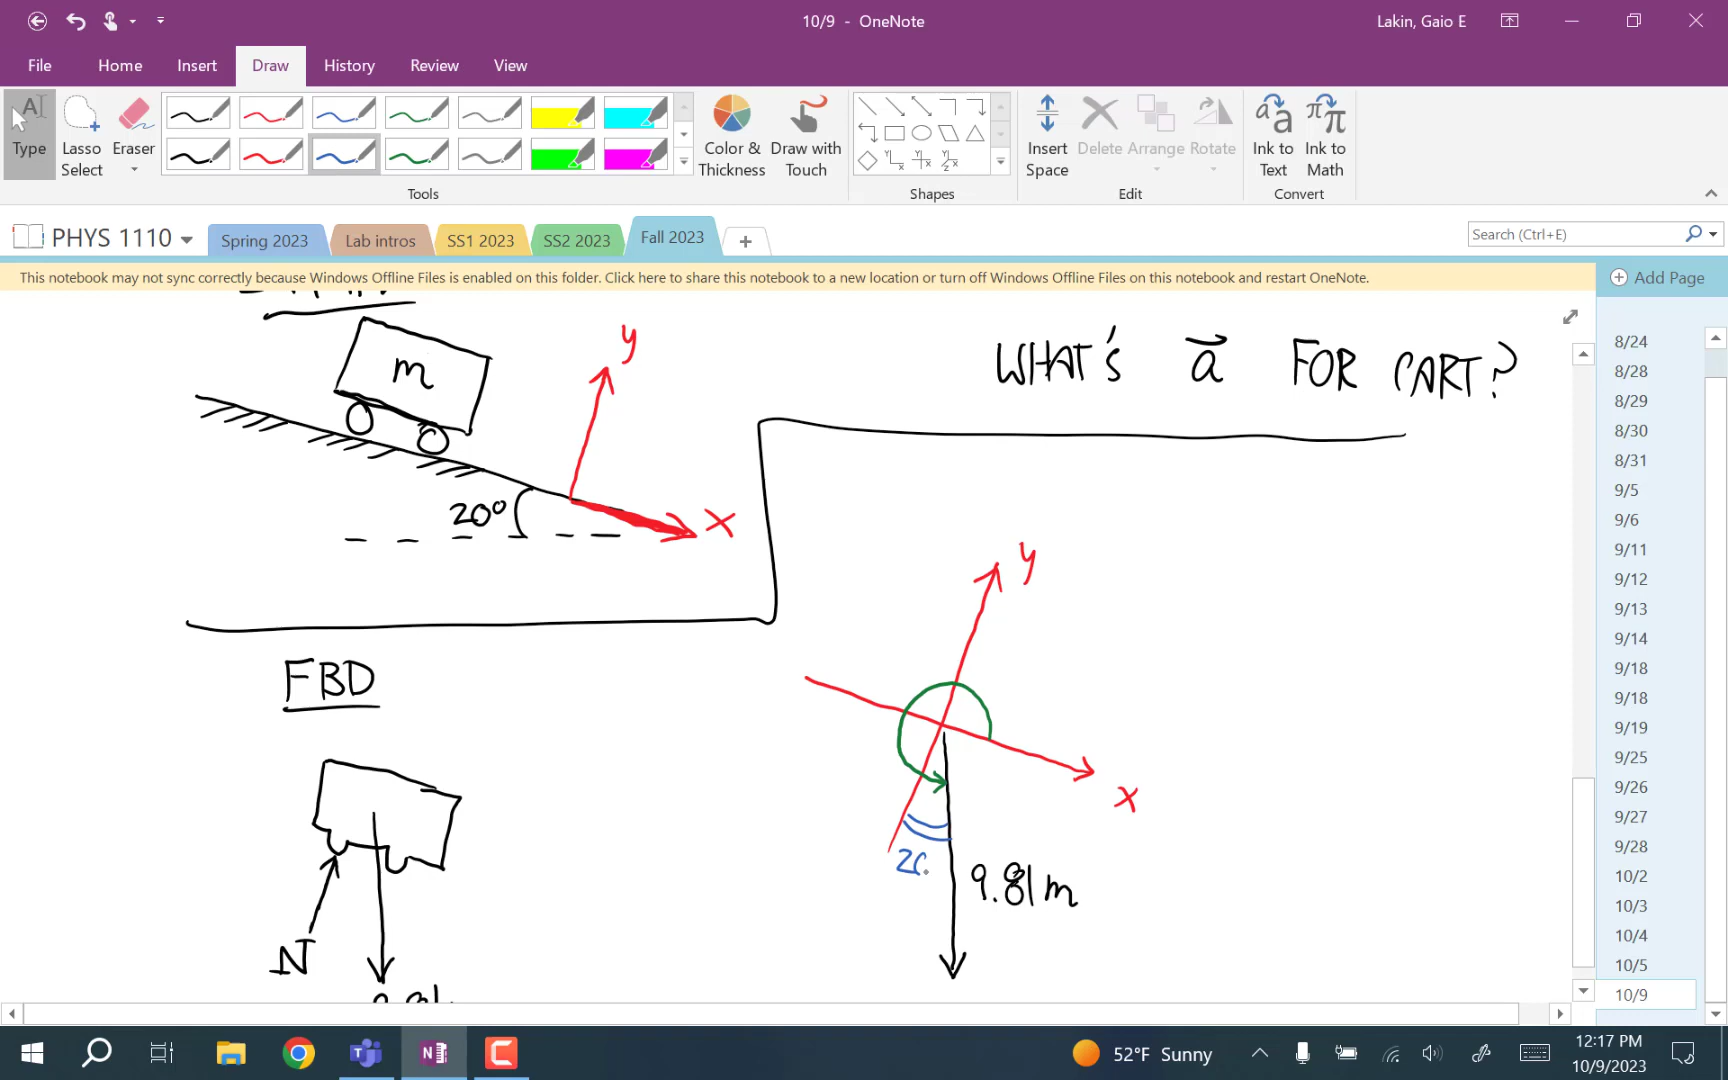 10/9 - OneNote
Lakin, Gaio E
File Home Insert Draw History Review View
Type
Lasso Select
Eraser
Color & Thickness
Draw with Touch
Insert Space
Delete
Arrange
Rotate
Ink to Text
Ink to Math
Tools
Shapes
Edit
Convert
PHYS 1110
Spring 2023
Lab intros
SS1 2023
SS2 2023
Fall 2023
Search (Ctrl+E)
This notebook may not sync correctly because Windows Offline Files is enabled on this folder. Click here to share this notebook to a new location or turn off Windows Offline Files on this notebook and restart OneNote.
Add Page
m
y
x
20°
WHAT'S a⃗ FOR CART?
FBD
N
y
x
20
9.81m
8/24
8/28
8/29
8/30
8/31
9/5
9/6
9/11
9/12
9/13
9/14
9/18
9/18
9/19
9/25
9/26
9/27
9/28
10/2
10/3
10/4
10/5
10/9
52°F Sunny
12:17 PM
10/9/2023